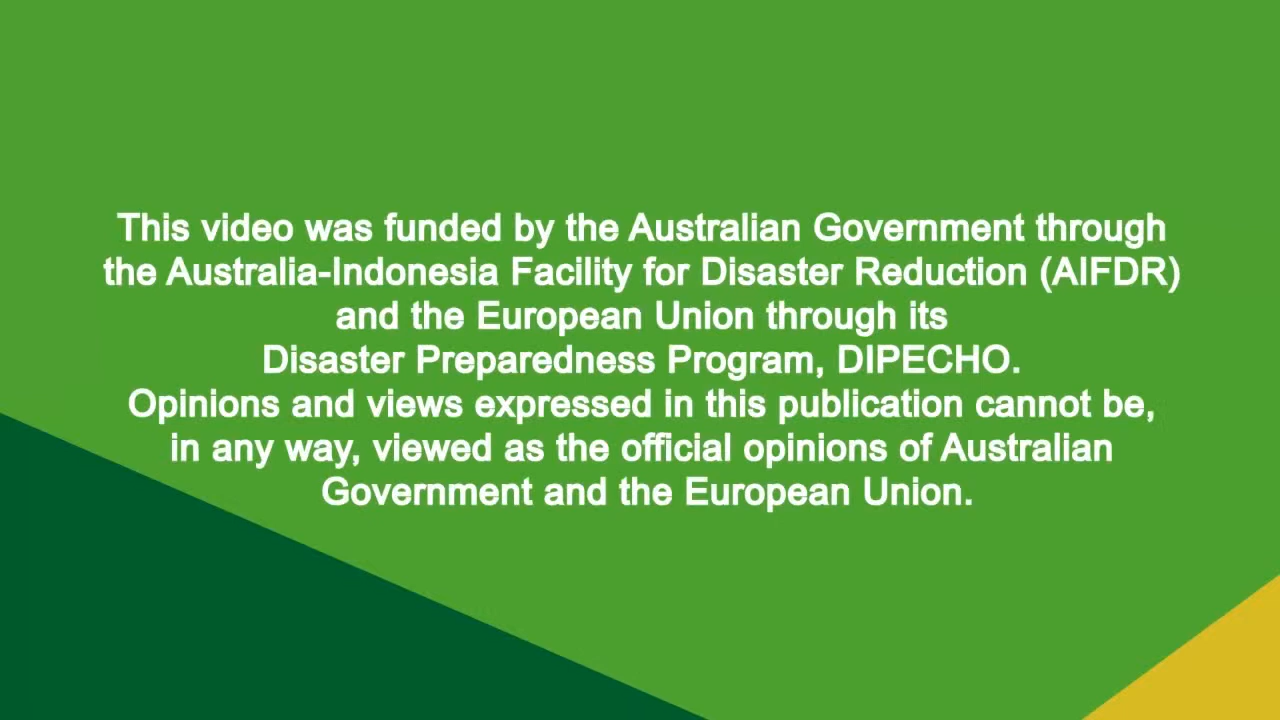 This video was funded by the Australian Government through
the Australia-Indonesia Facility for Disaster Reduction (AIFDR)
and the European Union through its
Disaster Preparedness Program, DIPECHO.
Opinions and views expressed in this publication cannot be,
in any way, viewed as the official opinions of Australian
Government and the European Union.